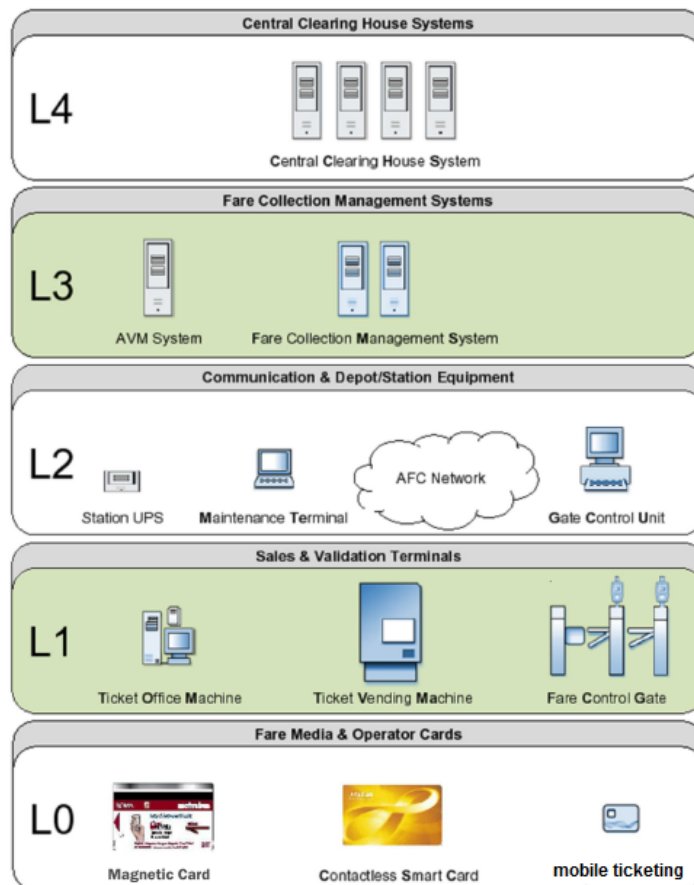 Central Clearing House Systems
L4
Central Clearing House System
Fare Collection Management Systems
L3
AVM System
Fare Collection Management System
Communication & Depot/Station Equipment
L2
AFC Network
Station UPS
Maintenance Terminal
Gate Control Unit
Sales & Validation Terminals
L1
Ticket Office Machine
Ticket Vending Machine
Fare Control Gate
Fare Media & Operator Cards
L0
Magnetic Card
Contactless Smart Card
mobile ticketing